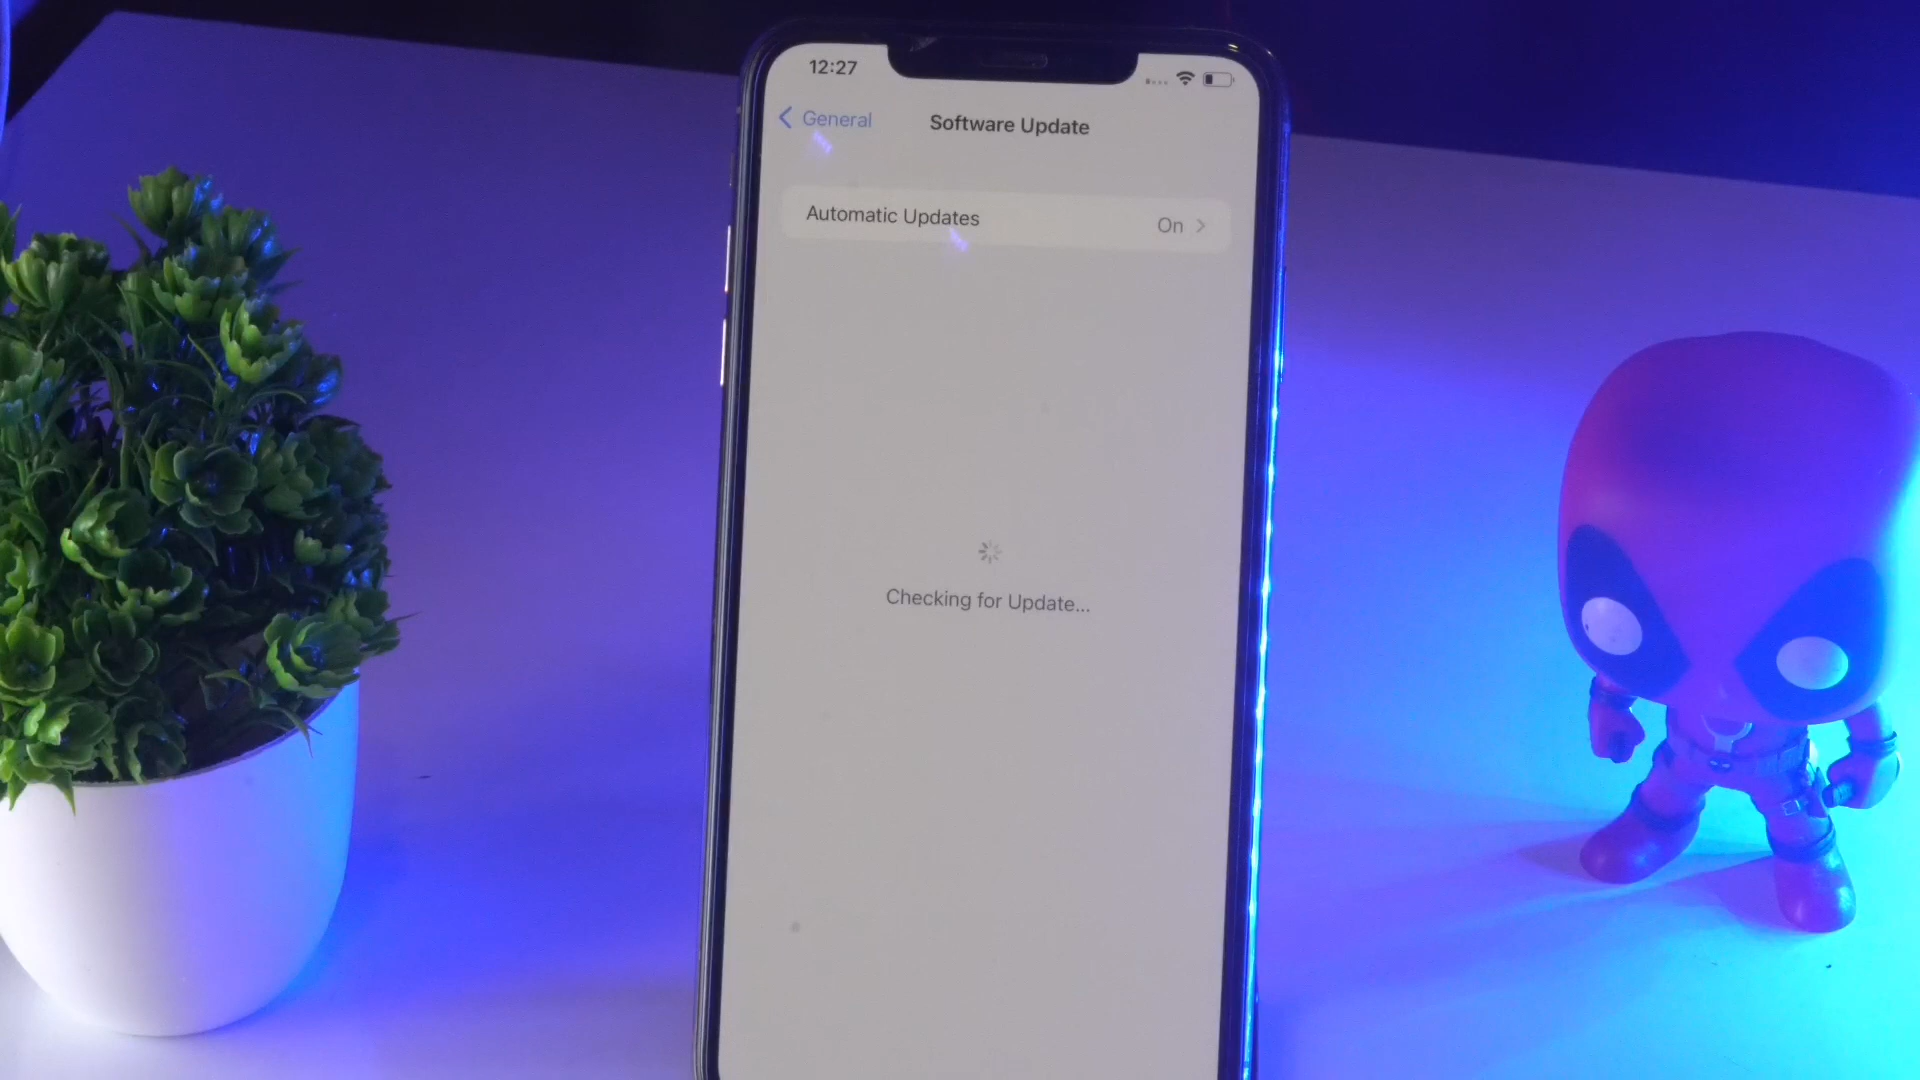 12:27
General
Software Update
Automatic Updates
On
Checking for Update...